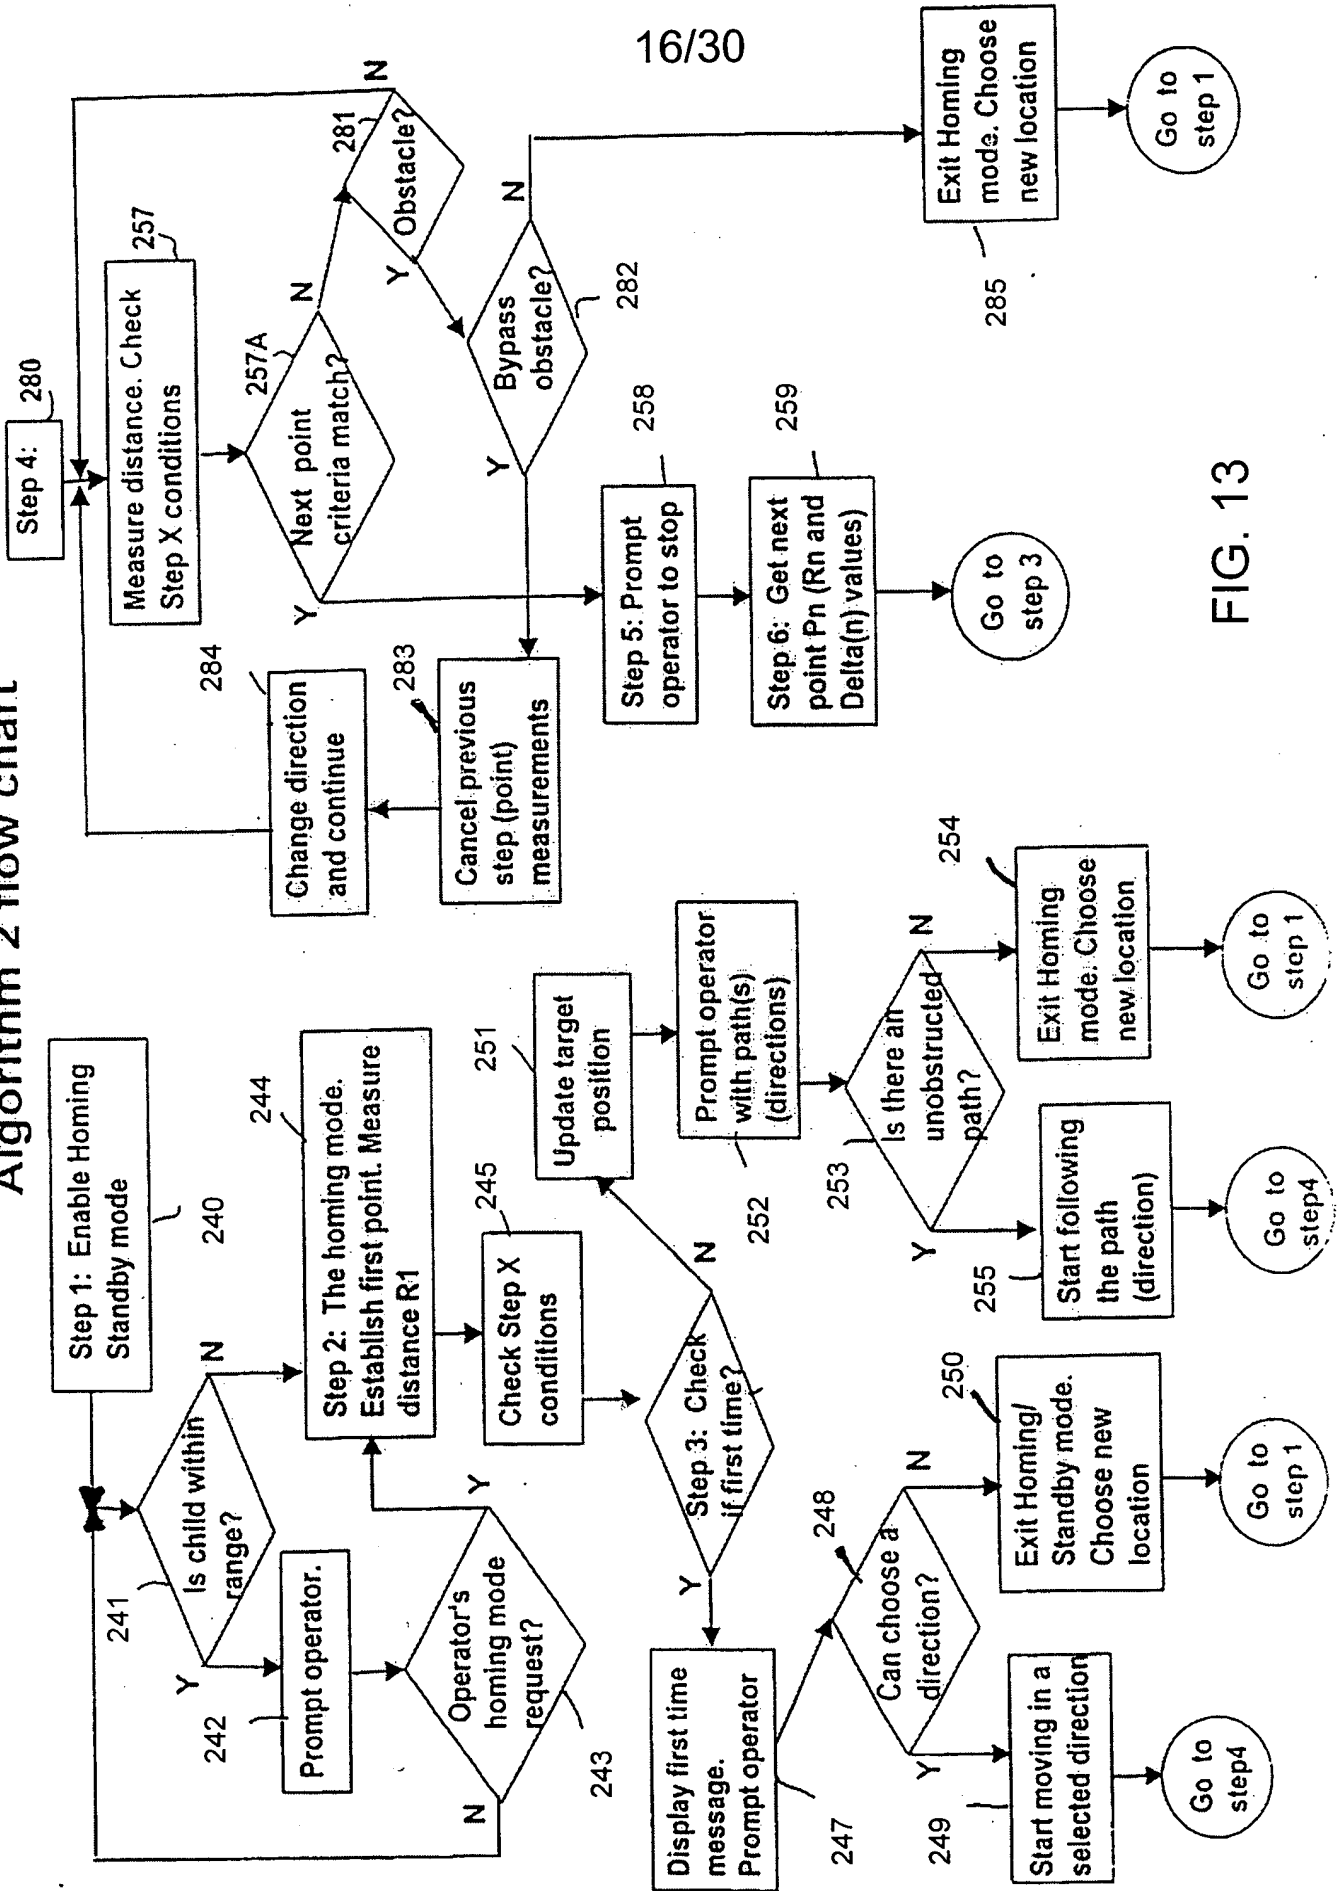 16/30
Algorithm 2 flow chart
Step 1: Enable Homing
Standby mode
240
241
Is child within
range?
N
Y
242
Prompt operator.
Operator's
homing mode
request?
243
Y
N
244
Step 2: The homing mode.
Establish first point. Measure
distance R1
245
Check Step X
conditions
Step 3: Check
if first time?
N
Y
Display first time
message.
Prompt operator
247
248
Can choose a
direction?
N
Y
249
Start moving in a
selected direction
Go to
step4
250
Exit Homing/
Standby mode.
Choose new
location
Go to
step 1
251
Update target
position
Prompt operator
with path(s)
(directions)
252
253
Is there an
unobstructed
path?
N
Y
255
Start following
the path
(direction)
Go to
step4
254
Exit Homing
mode. Choose
new location
Go to
step 1
Step 4:
280
Measure distance. Check
Step X conditions
257
257A
Next point
criteria match?
N
Y
281
Obstacle?
N
Y
Bypass
obstacle?
282
N
Y
284
Change direction
and continue
283
Cancel previous
step (point)
measurements
258
Step 5: Prompt
operator to stop
259
Step 6: Get next
point Pn (Rn and
Delta(n) values)
Go to
step 3
Exit Homing
mode. Choose
new location
285
Go to
step 1
FIG. 13